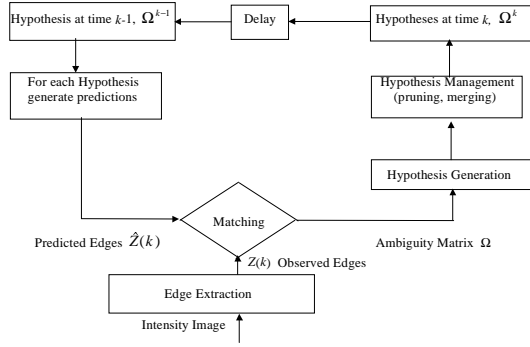 Hypothesis at time k-1, Ω^{k-1}
Delay
Hypotheses at time k, Ω^k
For each Hypothesis
generate predictions
Hypothesis Management
(pruning, merging)
Hypothesis Generation
Matching
Predicted Edges Ẑ(k)
Ambiguity Matrix Ω
Z(k) Observed Edges
Edge Extraction
Intensity Image